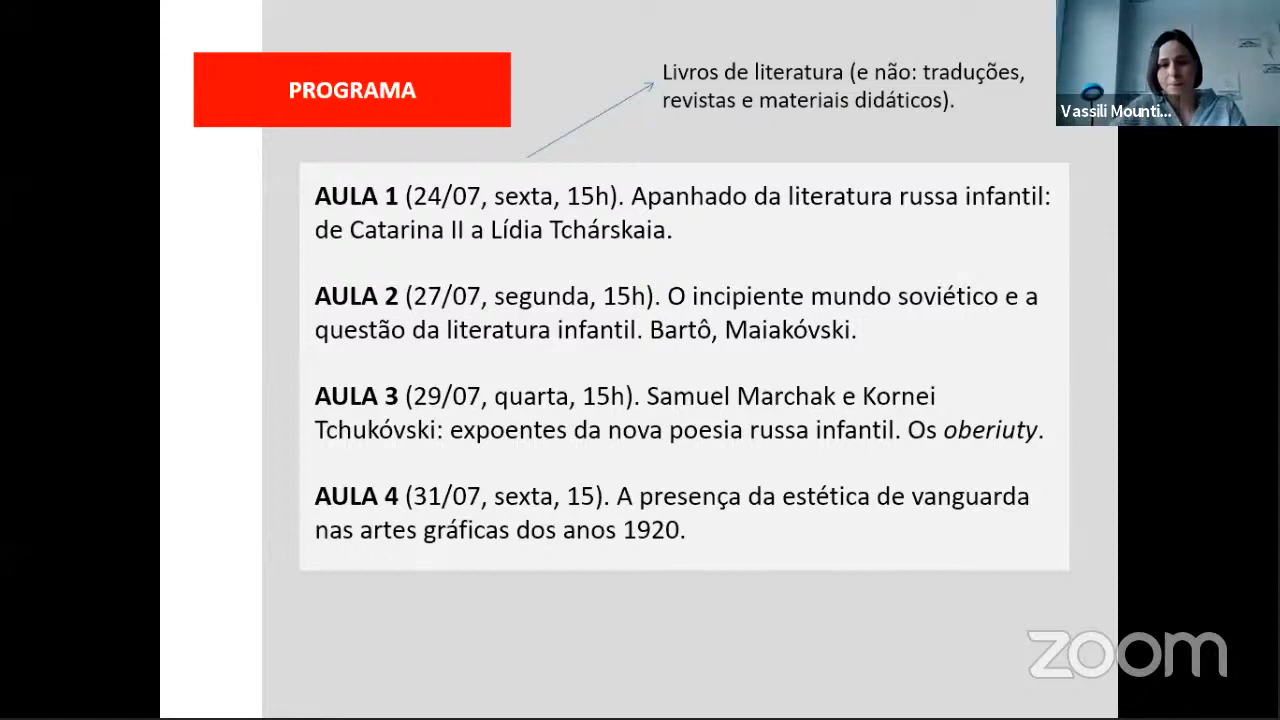 PROGRAMA
Livros de literatura (e não: traduções,
revistas e materiais didáticos).
Vassili Mounti...
AULA 1 (24/07, sexta, 15h). Apanhado da literatura russa infantil:
de Catarina II a Lídia Tchárskaia.
AULA 2 (27/07, segunda, 15h). O incipiente mundo soviético e a
questão da literatura infantil. Bartô, Maiakóvski.
AULA 3 (29/07, quarta, 15h). Samuel Marchak e Kornei
Tchukóvski: expoentes da nova poesia russa infantil. Os oberiuty.
AULA 4 (31/07, sexta, 15). A presença da estética de vanguarda
nas artes gráficas dos anos 1920.
zoom